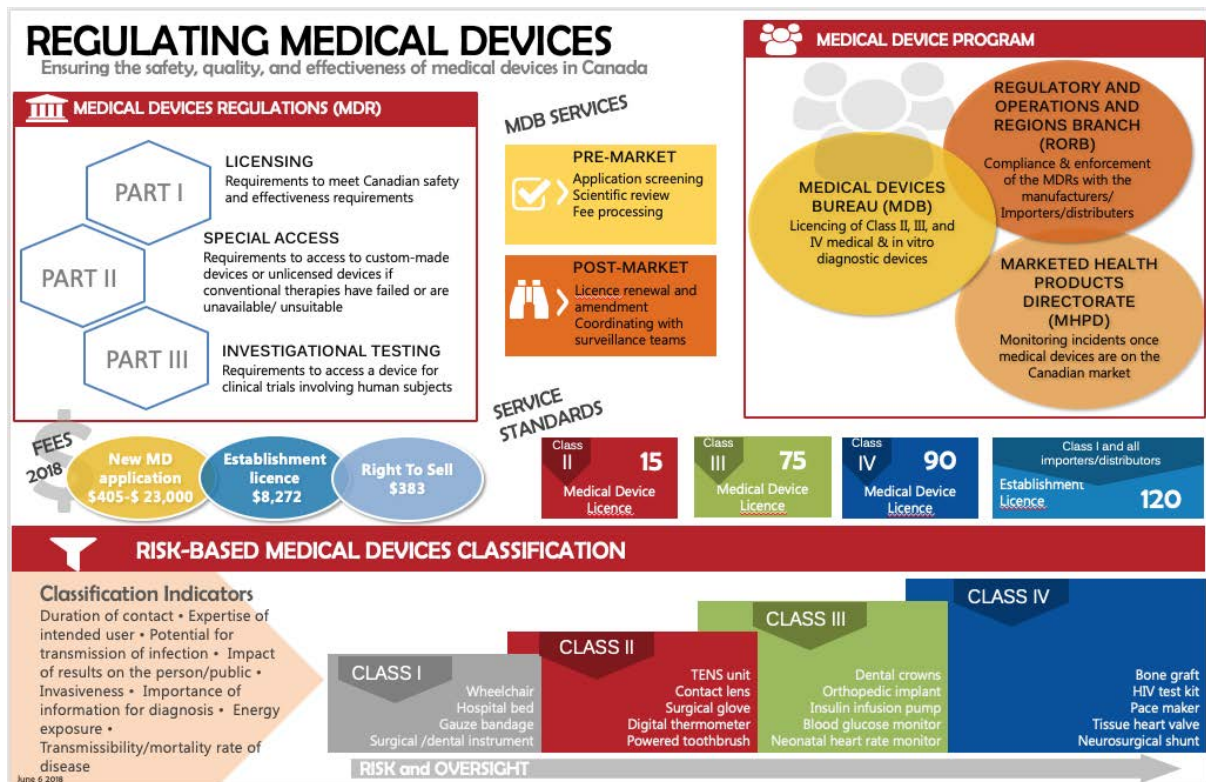 REGULATING MEDICAL DEVICES
Ensuring the safety, quality, and effectiveness of medical devices in Canada
MEDICAL DEVICES REGULATIONS (MDR)
PART I
LICENSING
Requirements to meet Canadian safety
and effectiveness requirements
PART II
SPECIAL ACCESS
Requirements to access to custom-made
devices or unlicensed devices if
conventional therapies have failed or are
unavailable/ unsuitable
PART III
INVESTIGATIONAL TESTING
Requirements to access a device for
clinical trials involving human subjects
MDB SERVICES
PRE-MARKET
Application screening
Scientific review
Fee processing
POST-MARKET
Licence renewal and
amendment
Coordinating with
surveillance teams
MEDICAL DEVICE PROGRAM
MEDICAL DEVICES
BUREAU (MDB)
Licencing of Class II, III, and
IV medical & in vitro
diagnostic devices
REGULATORY AND
OPERATIONS AND
REGIONS BRANCH
(RORB)
Compliance & enforcement
of the MDRs with the
manufacturers/
Importers/distributers
MARKETED HEALTH
PRODUCTS
DIRECTORATE
(MHPD)
Monitoring incidents once
medical devices are on the
Canadian market
$
FEES
2018
New MD
application
$405-$ 23,000
Establishment
licence
$8,272
Right To Sell
$383
SERVICE
STANDARDS
Class
II
15
Medical Device
Licence
Class
III
75
Medical Device
Licence
Class
IV
90
Medical Device
Licence
Class I and all
importers/distributors
Establishment
Licence
120
RISK-BASED MEDICAL DEVICES CLASSIFICATION
Classification Indicators
Duration of contact • Expertise of
intended user • Potential for
transmission of infection • Impact
of results on the person/public •
Invasiveness • Importance of
information for diagnosis • Energy
exposure •
Transmissibility/mortality rate of
disease
June 6 2018
CLASS I
Wheelchair
Hospital bed
Gauze bandage
Surgical /dental instrument
CLASS II
TENS unit
Contact lens
Surgical glove
Digital thermometer
Powered toothbrush
CLASS III
Dental crowns
Orthopedic implant
Insulin infusion pump
Blood glucose monitor
Neonatal heart rate monitor
CLASS IV
Bone graft
HIV test kit
Pace maker
Tissue heart valve
Neurosurgical shunt
RISK and OVERSIGHT